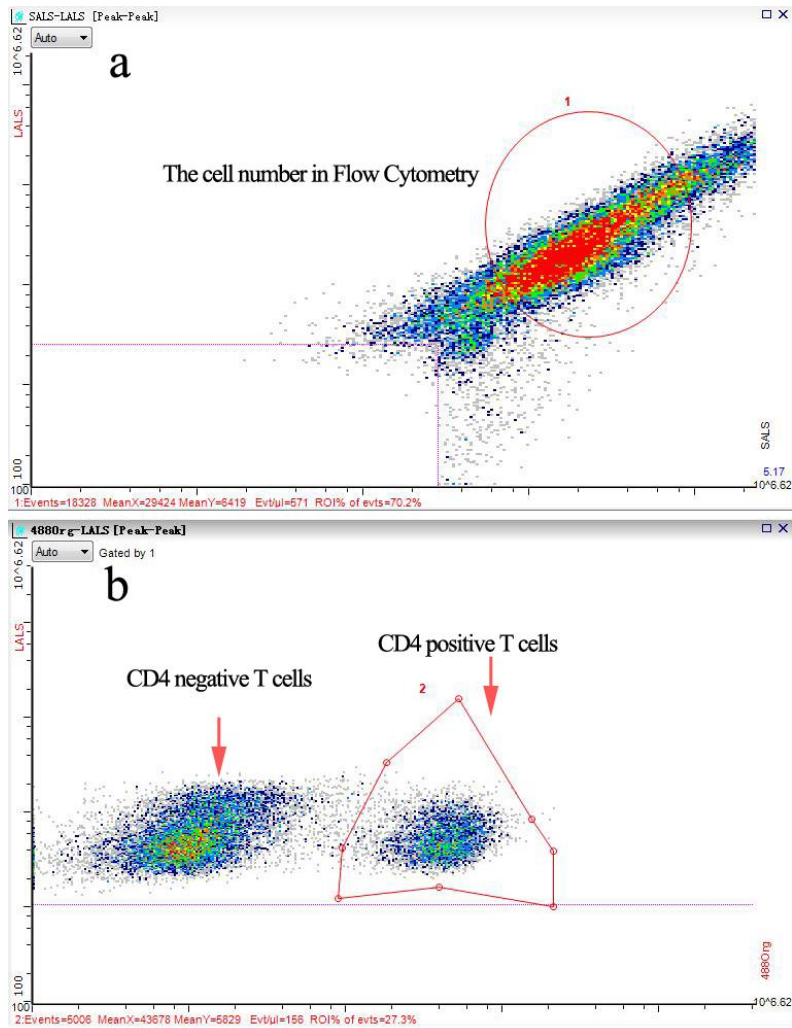 SALS-LALS [Peak-Peak]
Auto
a
10^6.62
LALS
1
The cell number in Flow Cytometry
SALS
5.17
100
100
10^6.62
1:Events=18328 MeanX=29424 MeanY=6419 Evt/µl=571 ROI% of evts=70.2%
488Org-LALS [Peak-Peak]
Auto Gated by 1
b
10^6.62
LALS
CD4 positive T cells
CD4 negative T cells
2
488Org
100
100
10^6.62
2:Events=5006 MeanX=43678 MeanY=5829 Evt/µl=156 ROI% of evts=27.3%